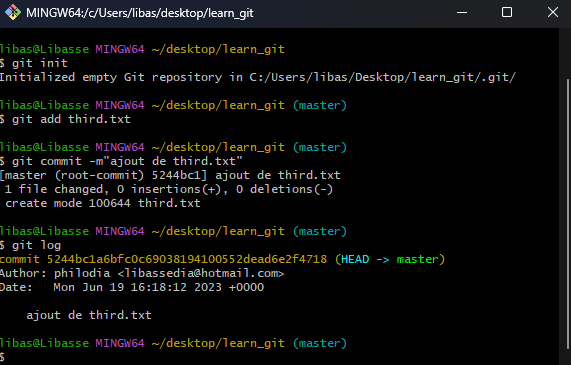 MINGW64:/c/Users/libas/desktop/learn_git
libas@Libasse MINGW64 ~/desktop/learn_git
$ git init
Initialized empty Git repository in C:/Users/libas/Desktop/learn_git/.git/
libas@Libasse MINGW64 ~/desktop/learn_git (master)
$ git add third.txt
libas@Libasse MINGW64 ~/desktop/learn_git (master)
$ git commit -m"ajout de third.txt"
[master (root-commit) 5244bc1] ajout de third.txt
1 file changed, 0 insertions(+), 0 deletions(-)
create mode 100644 third.txt
libas@Libasse MINGW64 ~/desktop/learn_git (master)
$ git log
commit 5244bc1a6bfc0c69038194100552dead6e2f4718 (HEAD -> master)
Author: philodia <libassedia@hotmail.com>
Date:   Mon Jun 19 16:18:12 2023 +0000
ajout de third.txt
libas@Libasse MINGW64 ~/desktop/learn_git (master)
$